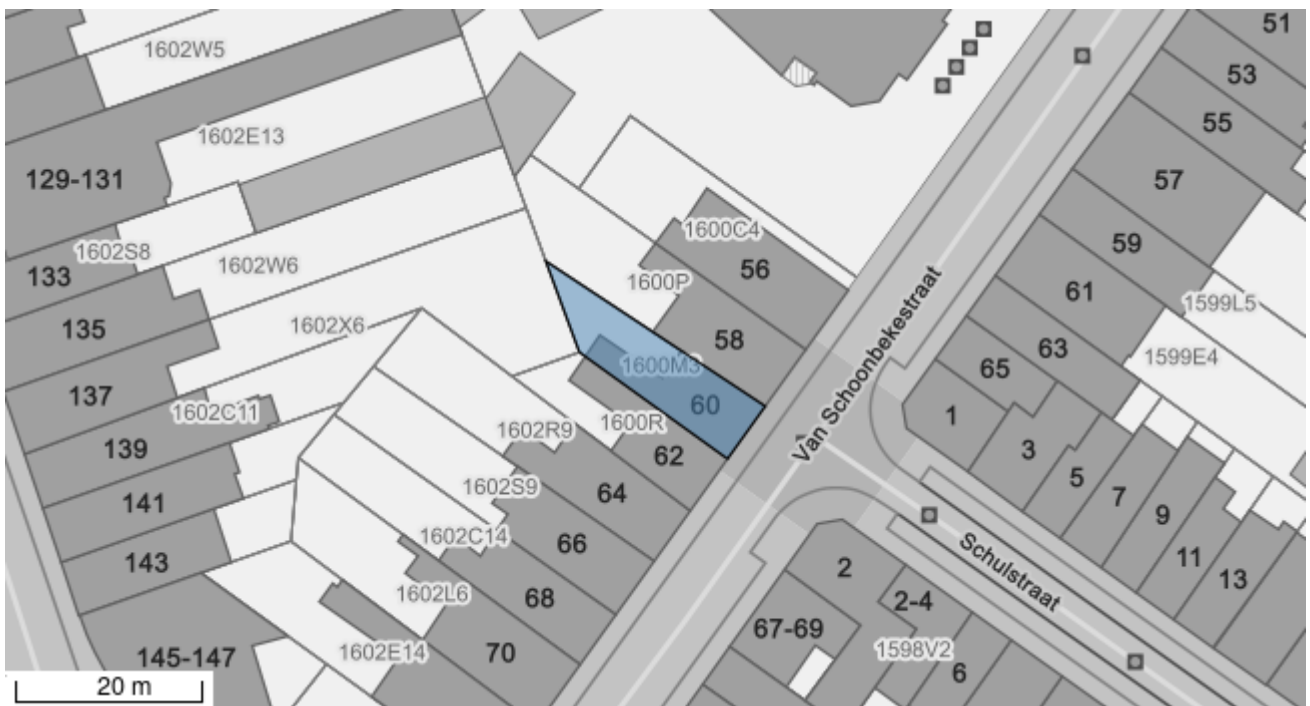 51
1602W5
53
55
1602E13
129-131
57
1600C4
59
1602S8
1602W6
133
56
1600P
61
1599L5
135
1602X6
58
63
1599E4
1600M3
65
137
60
1602C11
1
1600R
1602R9
139
3
62
5
1602S9
64
7
141
9
Van Schoonbekestraat
1602C14
66
11
143
2
Schulstraat
13
1602L6
68
2-4
67-69
1598V2
1602E14
145-147
70
6
20 m